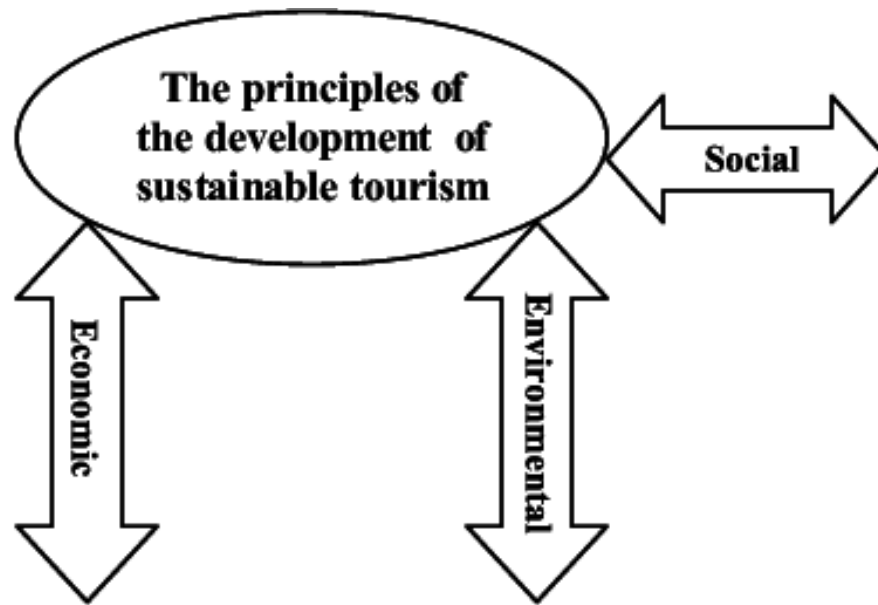 The principles of
the development of
sustainable tourism
Social
Economic
Environmental